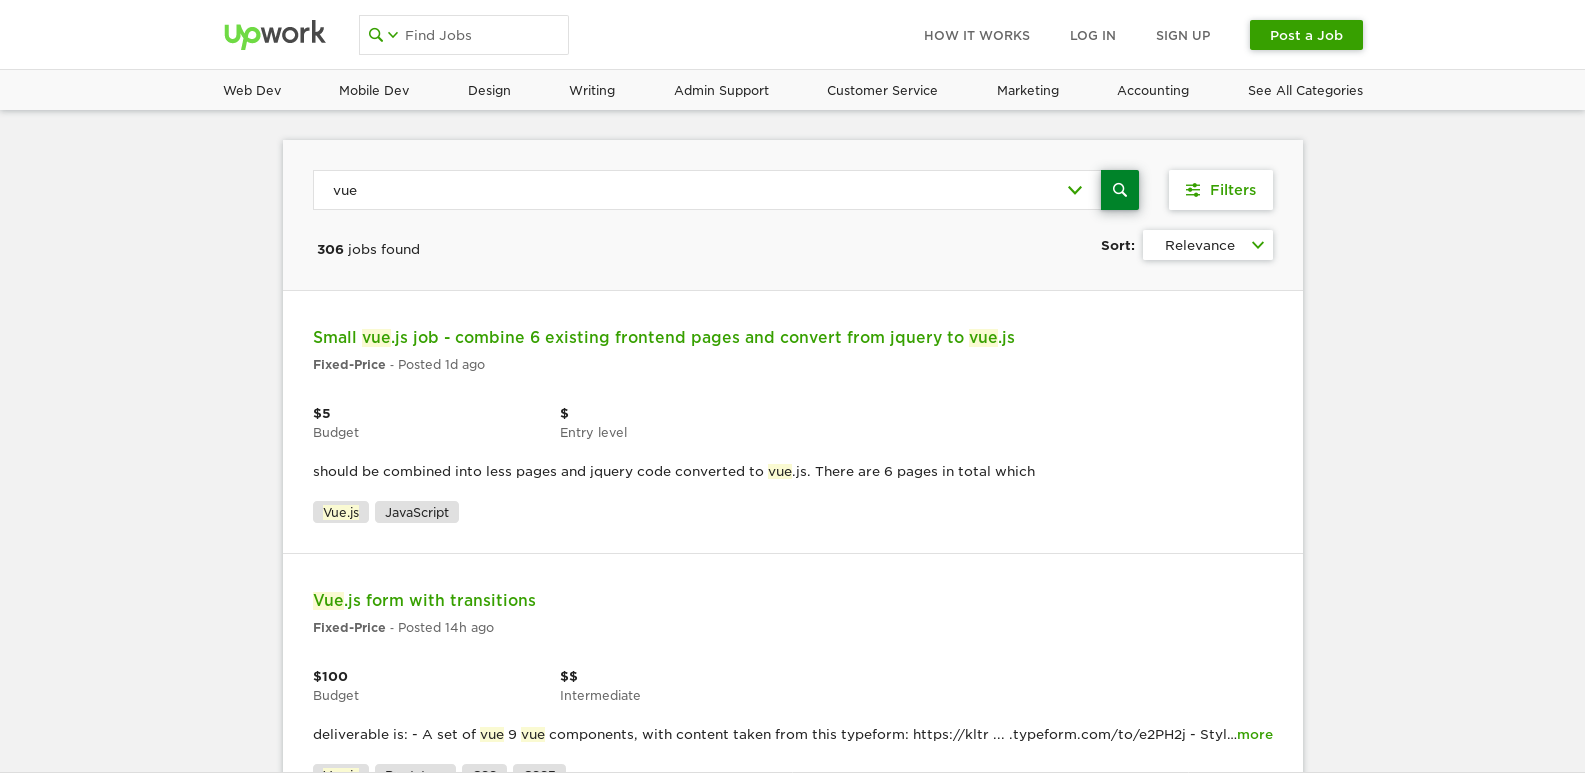 Upwork
Find Jobs
HOW IT WORKS
LOG IN
SIGN UP
Post a Job
Web Dev
Mobile Dev
Design
Writing
Admin Support
Customer Service
Marketing
Accounting
See All Categories
vue
Filters
306 jobs found
Sort:
Relevance
Small vue.js job - combine 6 existing frontend pages and convert from jquery to vue.js
Fixed-Price - Posted 1d ago
$5
$
Budget
Entry level
should be combined into less pages and jquery code converted to vue.js. There are 6 pages in total which
Vue.js
JavaScript
Vue.js form with transitions
Fixed-Price - Posted 14h ago
$100
$$
Budget
Intermediate
deliverable is: - A set of vue 9 vue components, with content taken from this typeform: https://kltr ... .typeform.com/to/e2PH2j - Styl...more